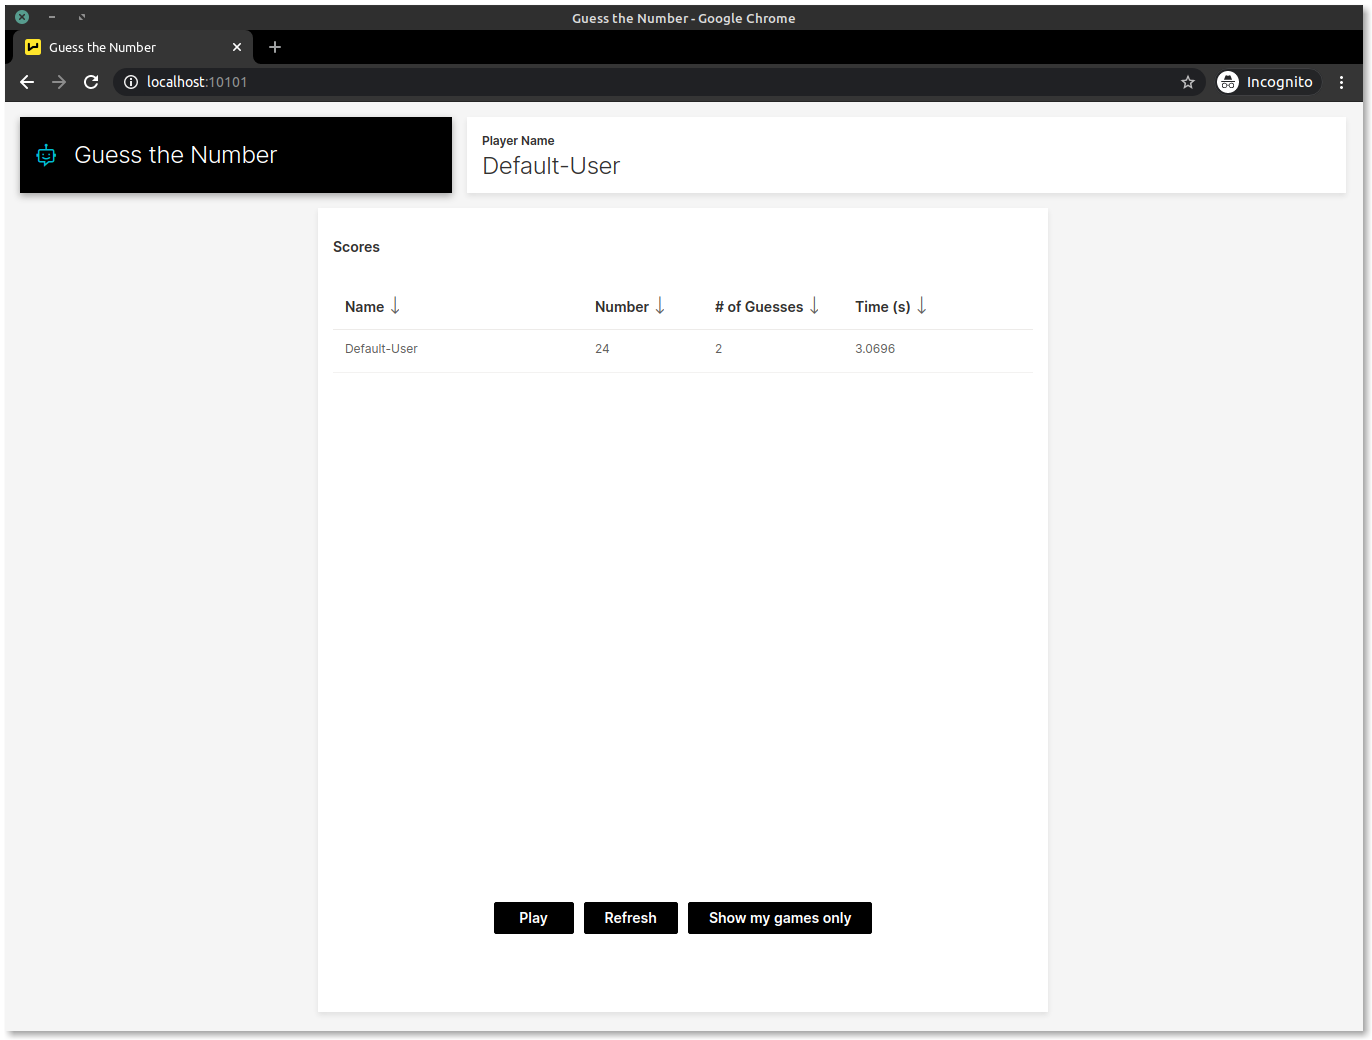 Guess the Number - Google Chrome
Guess the Number
localhost:10101
Incognito
Guess the Number
Player Name
Default-User
Scores
Name Number # of Guesses Time (s)
Default-User 24 2 3.0696
Play Refresh Show my games only